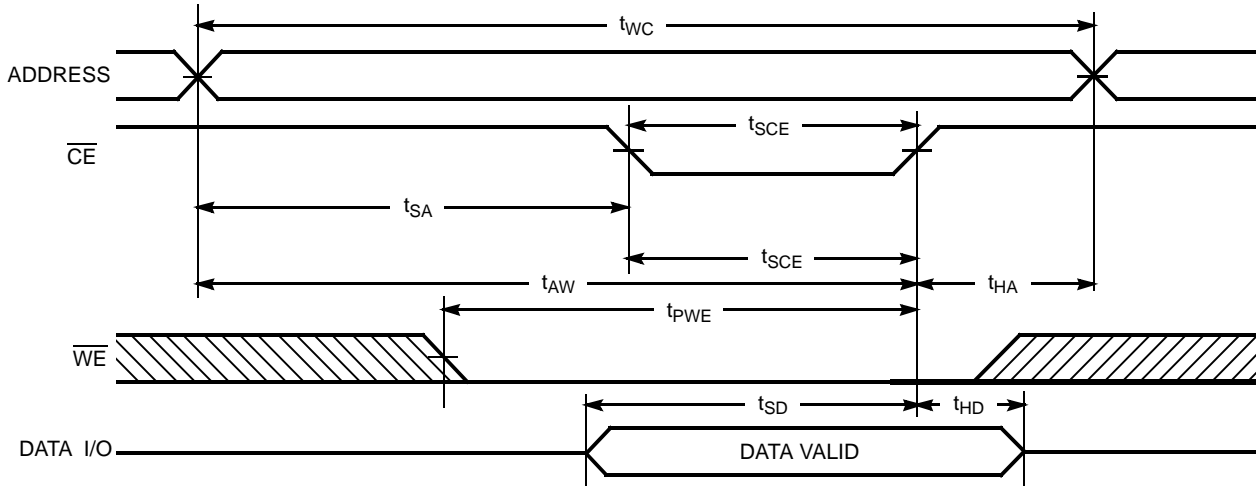 tWC
ADDRESS
tSCE
CE
tSA
tSCE
tAW
tHA
tPWE
WE
tSD
tHD
DATA I/O
DATA VALID